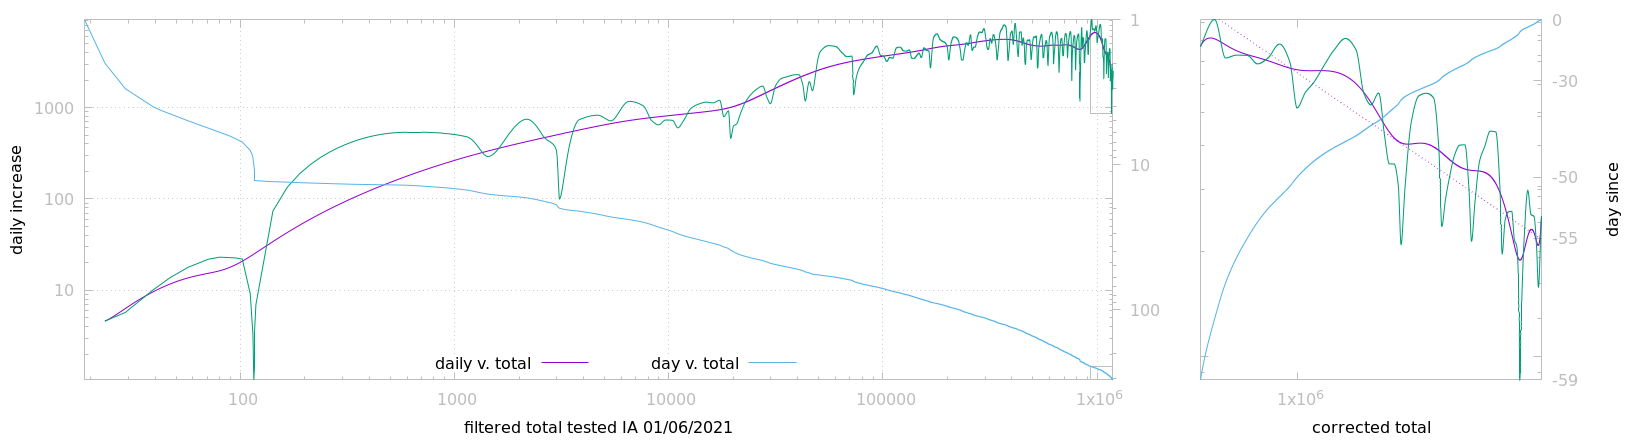 1000
10
daily increase
100
1000
10000
100000
1x10^6
filtered total tested IA 01/06/2021
daily v. total
day v. total
1
10
100
1x10^6
corrected total
0
-30
-50
-55
-59
day since